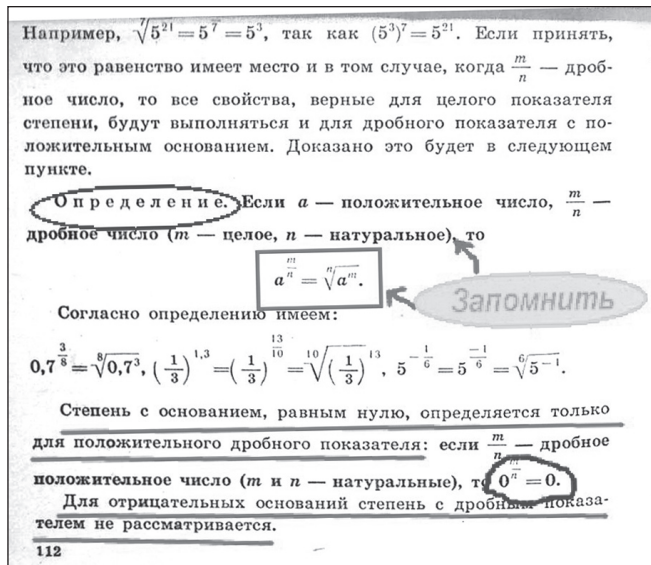 Например, ⁷√5²¹ = 5^7‾ = 5³, так как (5³)⁷ = 5²¹. Если принять,
что это равенство имеет место и в том случае, когда m/n — дроб-
ное число, то все свойства, верные для целого показателя
степени, будут выполняться и для дробного показателя с по-
ложительным основанием. Доказано это будет в следующем
пункте.
Определение. Если a — положительное число, m/n —
дробное число (m — целое, n — натуральное), то
a^(m/n) = ⁿ√aᵐ.
Запомнить
Согласно определению имеем:
0,7^(3/8) = ⁸√0,7³, (1/3)^1,3 = (1/3)^(13/10) = ¹⁰√(1/3)¹³, 5^(−1/6) = 5^(−1/6) = ⁶√5⁻¹.
Степень с основанием, равным нулю, определяется только
для положительного дробного показателя: если m/n — дробное
положительное число (m и n — натуральные), то 0^(m/n) = 0.
Для отрицательных оснований степень с дробным показа-
телем не рассматривается.
112